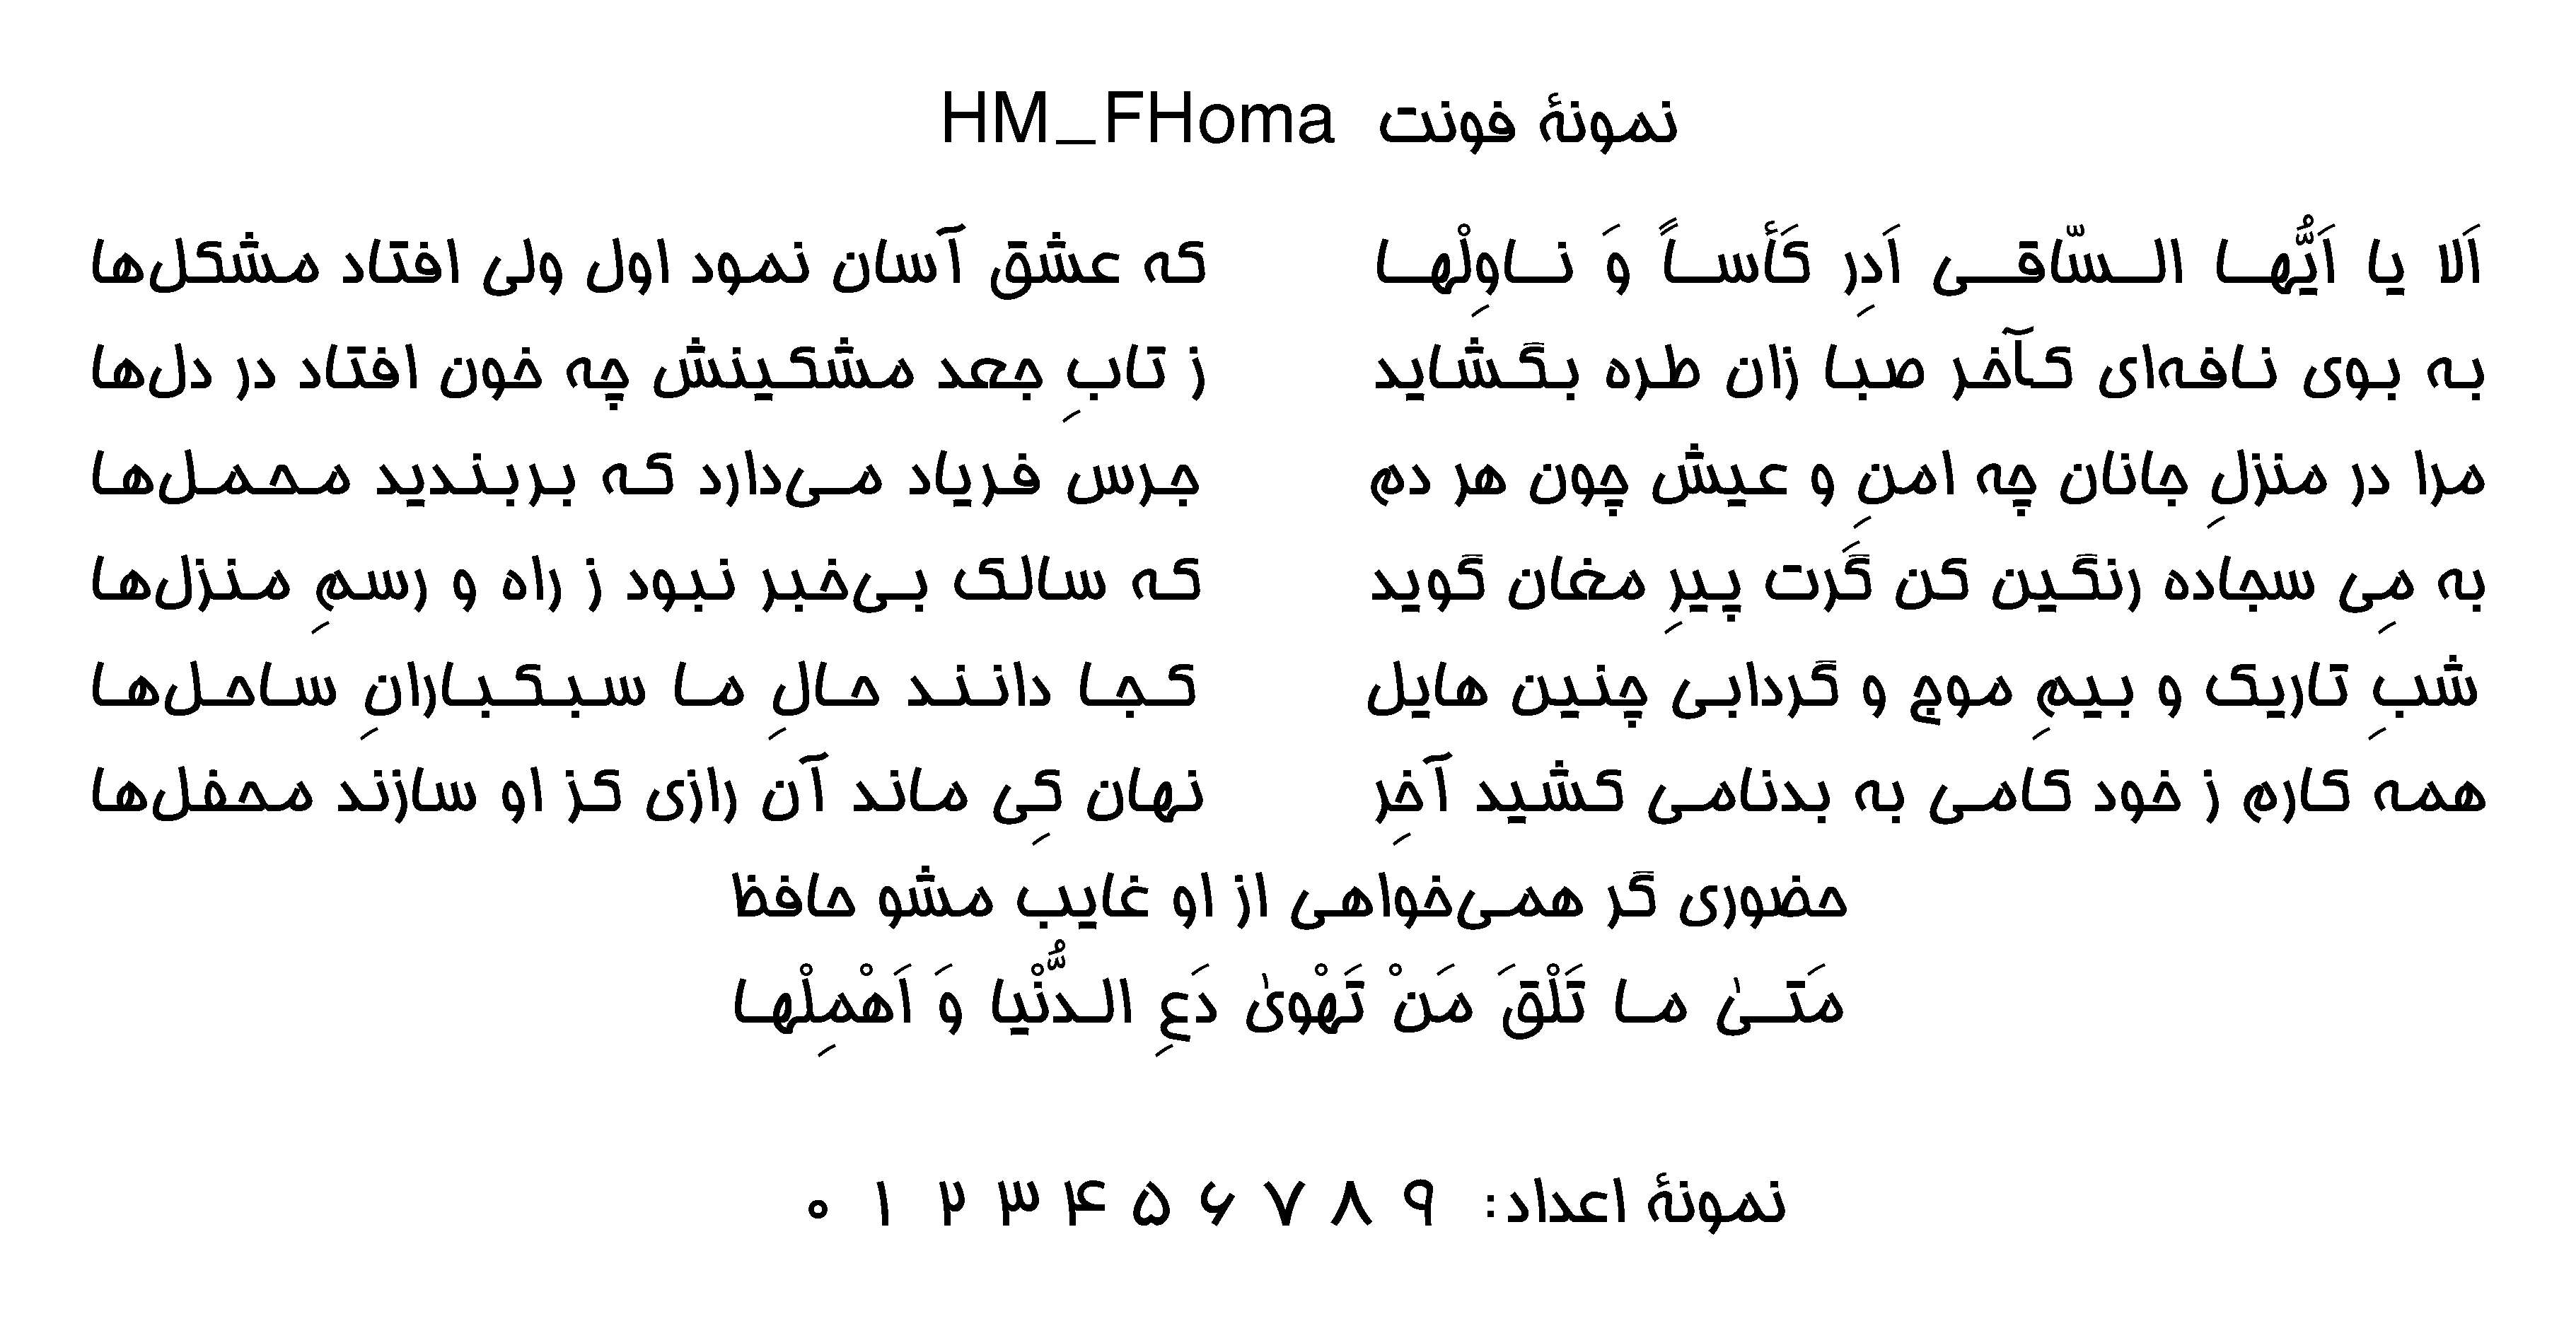 نمونهٔ فونت HM_FHoma
اَلا یا اَیُّها السّاقی اَدِر کَأساً وَ ناوِلْها که عشق آسان نمود اول ولی افتاد مشکل‌ها
به بوی نافه‌ای کآخر صبا زان طره بگشاید ز تابِ جعد مشکینش چه خون افتاد در دل‌ها
مرا در منزلِ جانان چه امنِ و عیش چون هر دم جرس فریاد می‌دارد که بربندید محمل‌ها
به مِی سجاده رنگین کن گَرت پیرِ مغان گوید که سالک بی‌خبر نبود ز راه و رسمِ منزل‌ها
شبِ تاریک و بیمِ موج و گردابی چنین هایل کجا دانند حالِ ما سبکبارانِ ساحل‌ها
همه کارم ز خود کامی به بدنامی کشید آخِر نهان کِی ماند آن رازی کز او سازند محفل‌ها
حضوری گر همی‌خواهی از او غایب مشو حافظ
مَتیٰ ما تَلْقَ مَنْ تَهْویٰ دَعِ الدُّنْیا وَ اَهْمِلْها
نمونهٔ اعداد: ۹ ۸ ۷ ۶ ۵ ۴ ۳ ۲ ۱ ۰